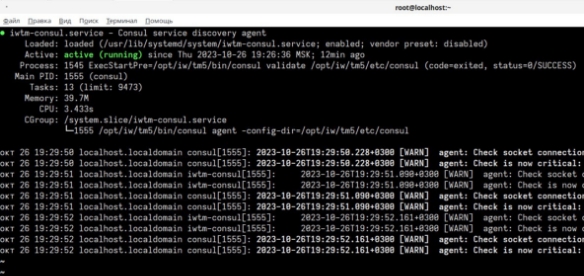 root@localhost:
Файл Правка Вид Поиск Терминал Помощь
● iwtm-consul.service - Consul service discovery agent
Loaded: loaded (/usr/lib/systemd/system/iwtm-consul.service; enabled; vendor preset: disabled)
Active: active (running) since Thu 2023-10-26 19:26:36 MSK; 12min ago
Process: 1545 ExecStartPre=/opt/iw/tm5/bin/consul validate /opt/iw/tm5/etc/consul (code=exited, status=0/SUCCESS)
Main PID: 1555 (consul)
Tasks: 13 (limit: 9473)
Memory: 39.7M
CPU: 3.433s
CGroup: /system.slice/iwtm-consul.service
└─1555 /opt/iw/tm5/bin/consul agent -config-dir=/opt/iw/tm5/etc/consul
окт 26 19:29:50 localhost.localdomain consul[1555]: 2023-10-26T19:29:50.228+0300 [WARN] agent: Check socket connection
окт 26 19:29:50 localhost.localdomain consul[1555]: 2023-10-26T19:29:50.228+0300 [WARN] agent: Check is now critical:
окт 26 19:29:51 localhost.localdomain iwtm-consul[1555]: 2023-10-26T19:29:51.090+0300 [WARN] agent: Check socket c
окт 26 19:29:51 localhost.localdomain iwtm-consul[1555]: 2023-10-26T19:29:51.090+0300 [WARN] agent: Check is now c
окт 26 19:29:51 localhost.localdomain consul[1555]: 2023-10-26T19:29:51.090+0300 [WARN] agent: Check socket connection
окт 26 19:29:51 localhost.localdomain consul[1555]: 2023-10-26T19:29:51.090+0300 [WARN] agent: Check is now critical:
окт 26 19:29:52 localhost.localdomain iwtm-consul[1555]: 2023-10-26T19:29:52.161+0300 [WARN] agent: Check socket c
окт 26 19:29:52 localhost.localdomain iwtm-consul[1555]: 2023-10-26T19:29:52.161+0300 [WARN] agent: Check is now c
окт 26 19:29:52 localhost.localdomain consul[1555]: 2023-10-26T19:29:52.161+0300 [WARN] agent: Check socket connection
окт 26 19:29:52 localhost.localdomain consul[1555]: 2023-10-26T19:29:52.161+0300 [WARN] agent: Check is now critical:
~
~